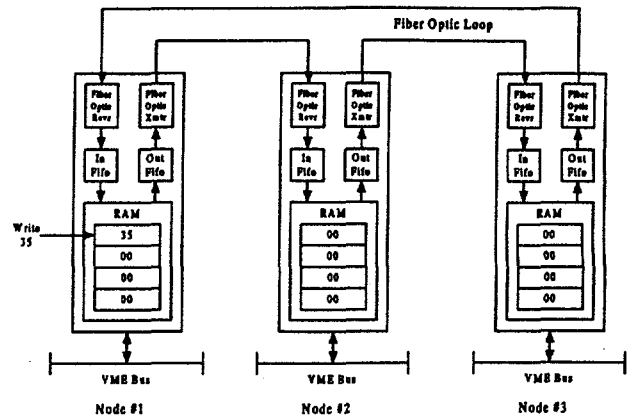 Fiber Optic Loop
Fiber
Optic
Rcvr
Fiber
Optic
Xmtr
In
Fifo
Out
Fifo
RAM
Write
35
35
00
00
00
VME Bus
Node #1
Fiber
Optic
Rcvr
Fiber
Optic
Xmtr
In
Fifo
Out
Fifo
RAM
00
00
00
00
VME Bus
Node #2
Fiber
Optic
Rcvr
Fiber
Optic
Xmtr
In
Fifo
Out
Fifo
RAM
00
00
00
00
VME Bus
Node #3